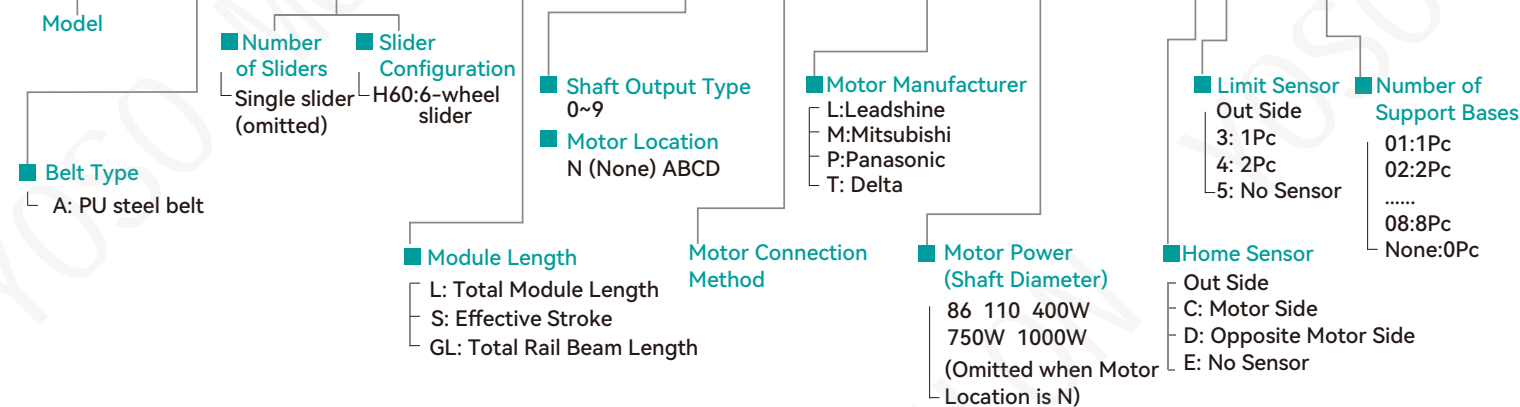 Model
Number
of Sliders
Single slider
(omitted)
Slider
Configuration
H60:6-wheel
slider
Belt Type
A: PU steel belt
Shaft Output Type
0~9
Motor Location
N (None) ABCD
Module Length
L: Total Module Length
S: Effective Stroke
GL: Total Rail Beam Length
Motor Connection
Method
Motor Manufacturer
L:Leadshine
M:Mitsubishi
P:Panasonic
T: Delta
Motor Power
(Shaft Diameter)
86 110 400W
750W 1000W
(Omitted when Motor
Location is N)
Home Sensor
Out Side
C: Motor Side
D: Opposite Motor Side
E: No Sensor
Limit Sensor
Out Side
3: 1Pc
4: 2Pc
5: No Sensor
Number of
Support Bases
01:1Pc
02:2Pc
......
08:8Pc
None:0Pc